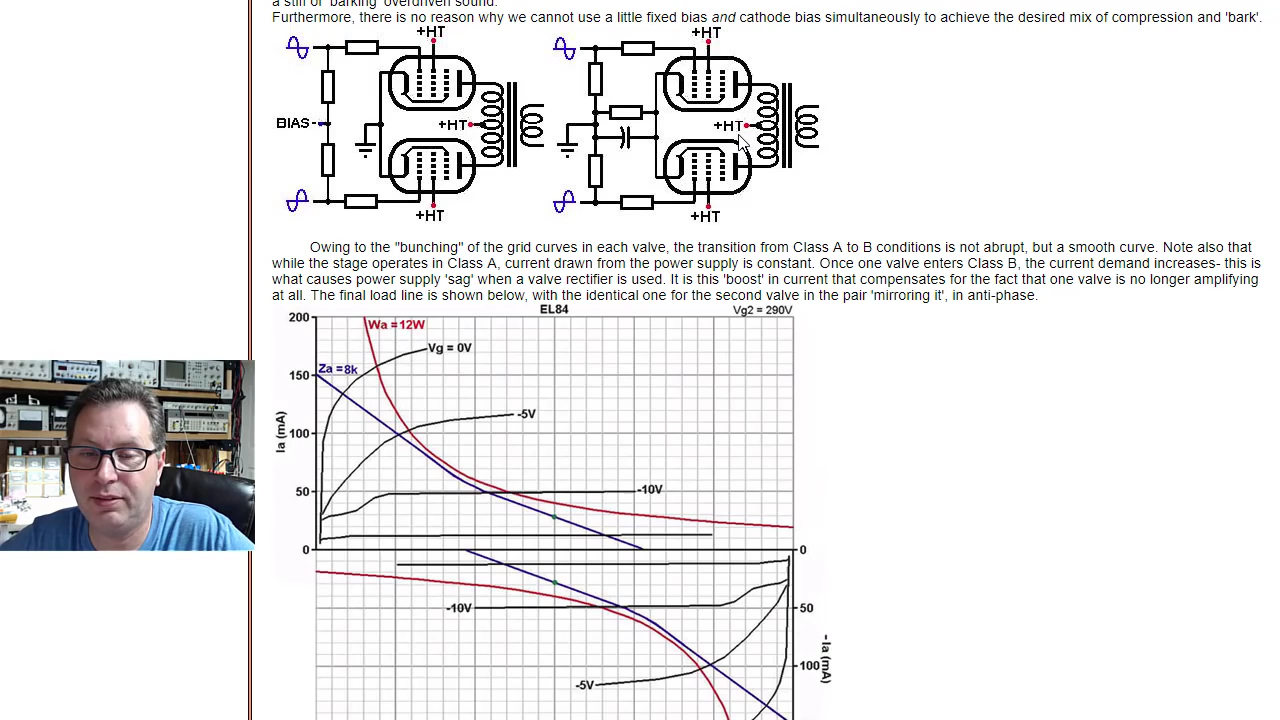 a stiff or 'barking' overdriven sound.
Furthermore, there is no reason why we cannot use a little fixed bias and cathode bias simultaneously to achieve the desired mix of compression and 'bark'.
+HT
+HT
BIAS-
+HT
+HT
+HT
+HT
Owing to the "bunching" of the grid curves in each valve, the transition from Class A to B conditions is not abrupt, but a smooth curve. Note also that
while the stage operates in Class A, current drawn from the power supply is constant. Once one valve enters Class B, the current demand increases- this is
what causes power supply 'sag' when a valve rectifier is used. It is this 'boost' in current that compensates for the fact that one valve is no longer amplifying
at all. The final load line is shown below, with the identical one for the second valve in the pair 'mirroring it', in anti-phase.
EL84
Vg2 = 290V
200
Wa =12W
Vg = 0V
Za =8k
150
-5V
Ia (mA)
100
50
-10V
0
0
-10V
50
- Ia (mA)
100
-5V